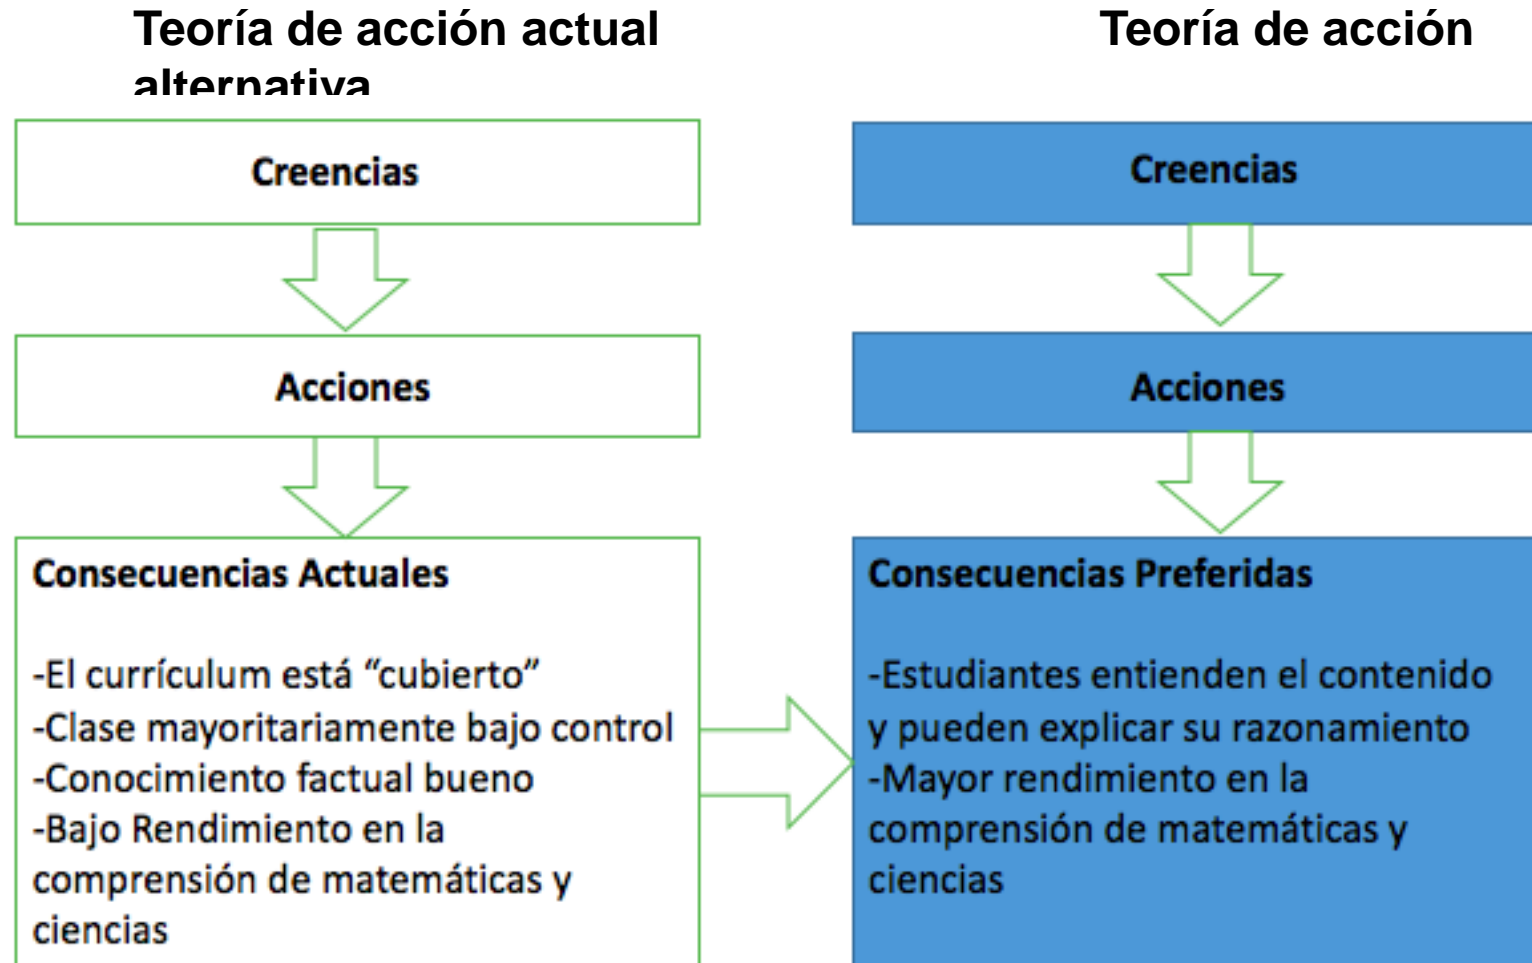 Teoría de acción actual Teoría de acción
alternativa
Creencias
Acciones
Consecuencias Actuales
-El currículum está “cubierto”
-Clase mayoritariamente bajo control
-Conocimiento factual bueno
-Bajo Rendimiento en la
comprensión de matemáticas y
ciencias
Creencias
Acciones
Consecuencias Preferidas
-Estudiantes entienden el contenido
y pueden explicar su razonamiento
-Mayor rendimiento en la
comprensión de matemáticas y
ciencias